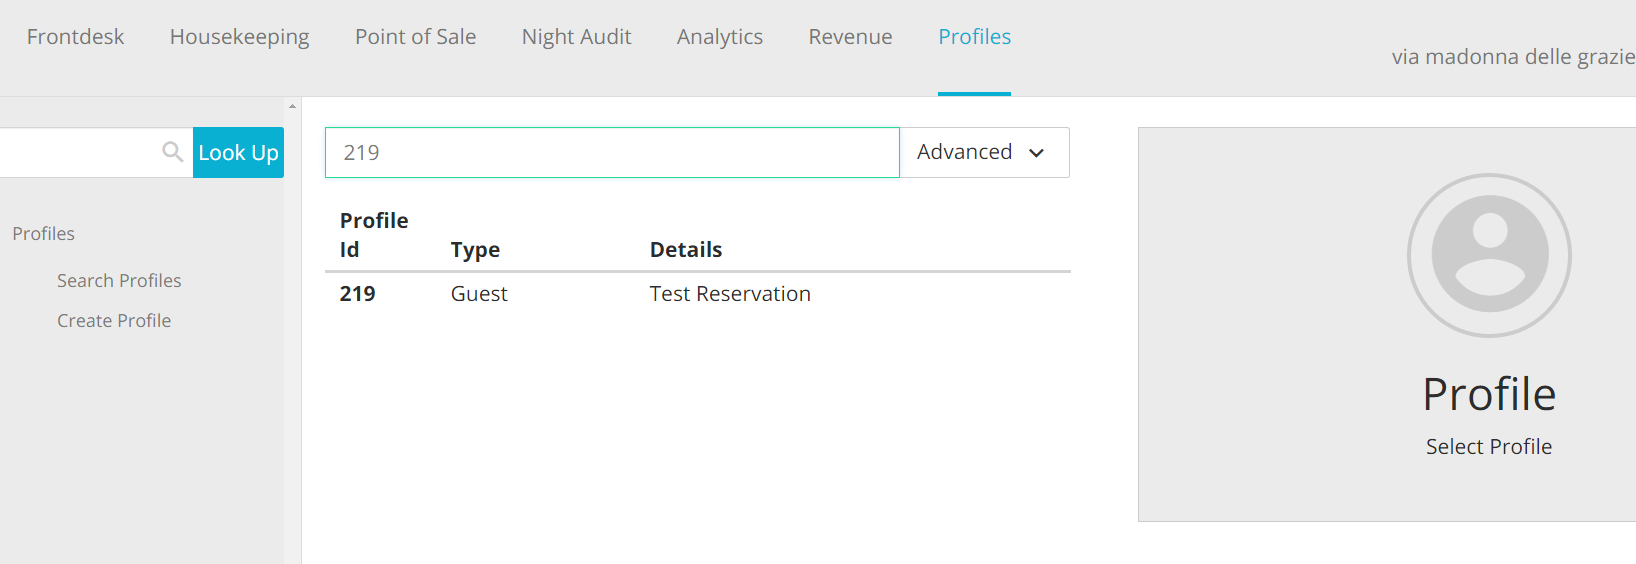 Frontdesk Housekeeping Point of Sale Night Audit Analytics Revenue Profiles
via madonna delle grazie
Look Up
219
Advanced
Profiles
Search Profiles
Create Profile
Profile Id Type Details
219 Guest Test Reservation
Profile
Select Profile